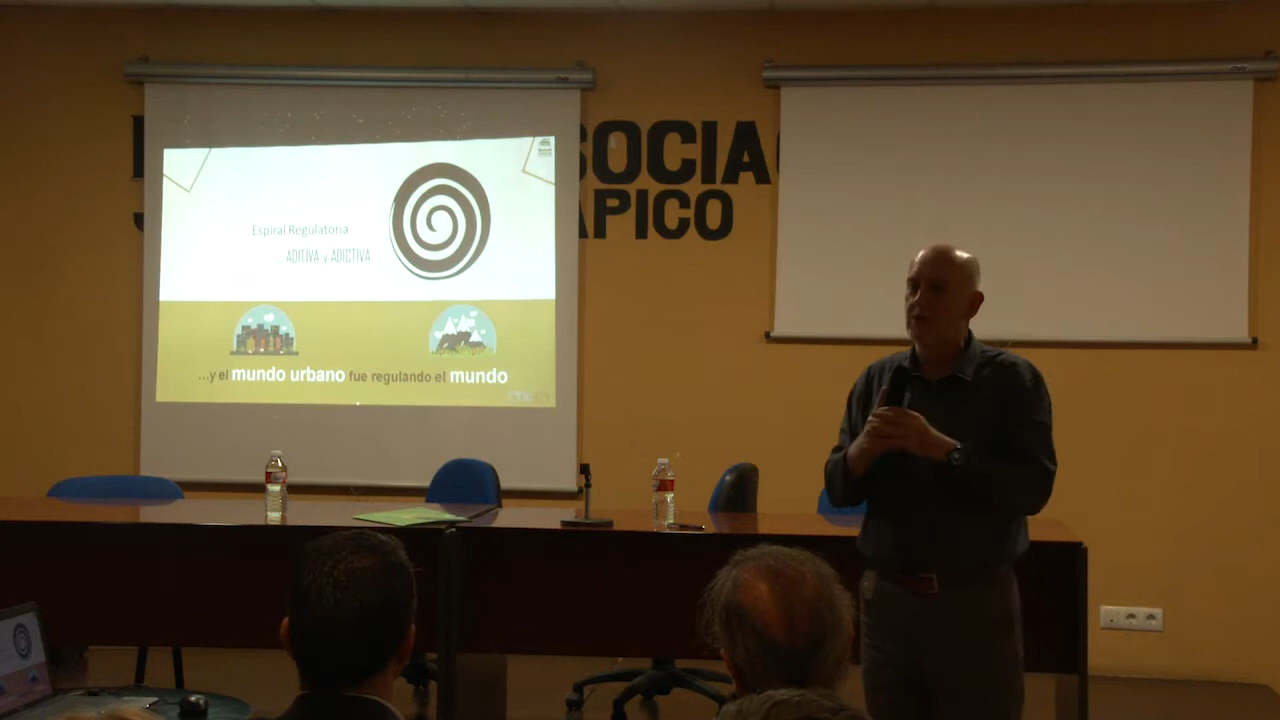 SOCIA
APICO
Espiral Regulatoria
... ADITIVA y ADICTIVA
...y el mundo urbano fue regulando el mundo